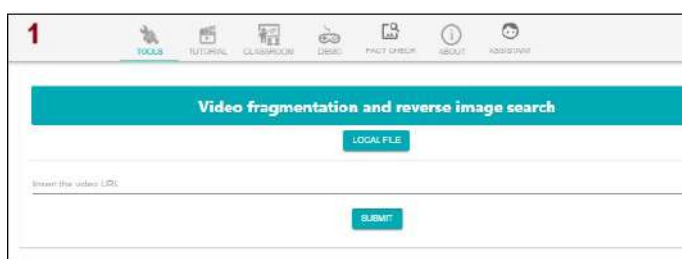 1
TOOLS TUTORIAL CLASSROOM DEMO FACT CHECK ABOUT ASSISTANT
Video fragmentation and reverse image search
LOCAL FILE
Insert the video URL
SUBMIT